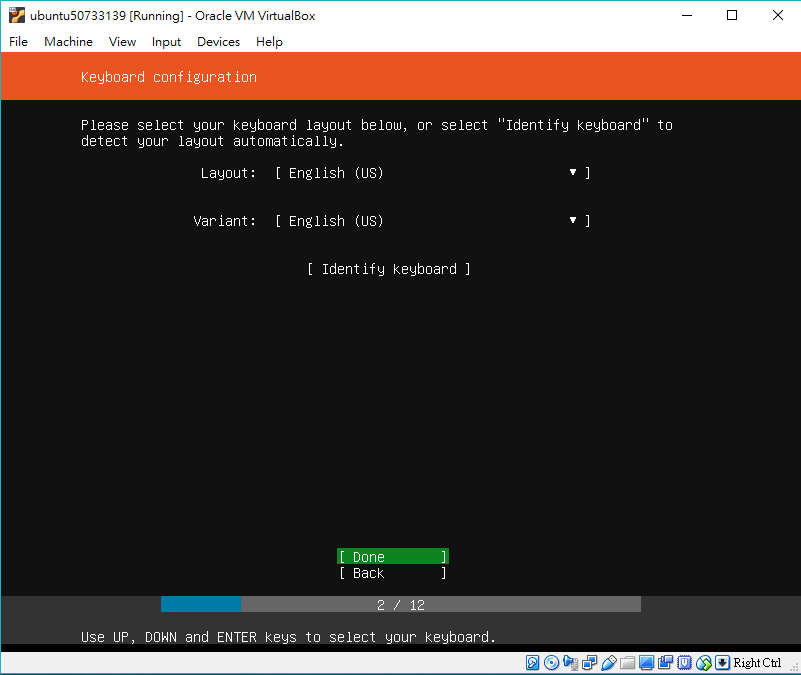 ubuntu50733139 [Running] - Oracle VM VirtualBox
File Machine View Input Devices Help
Keyboard configuration
Please select your keyboard layout below, or select "Identify keyboard" to
detect your layout automatically.
Layout: [ English (US) ▾ ]
Variant: [ English (US) ▾ ]
[ Identify keyboard ]
[ Done ]
[ Back ]
2 / 12
Use UP, DOWN and ENTER keys to select your keyboard.
Right Ctrl